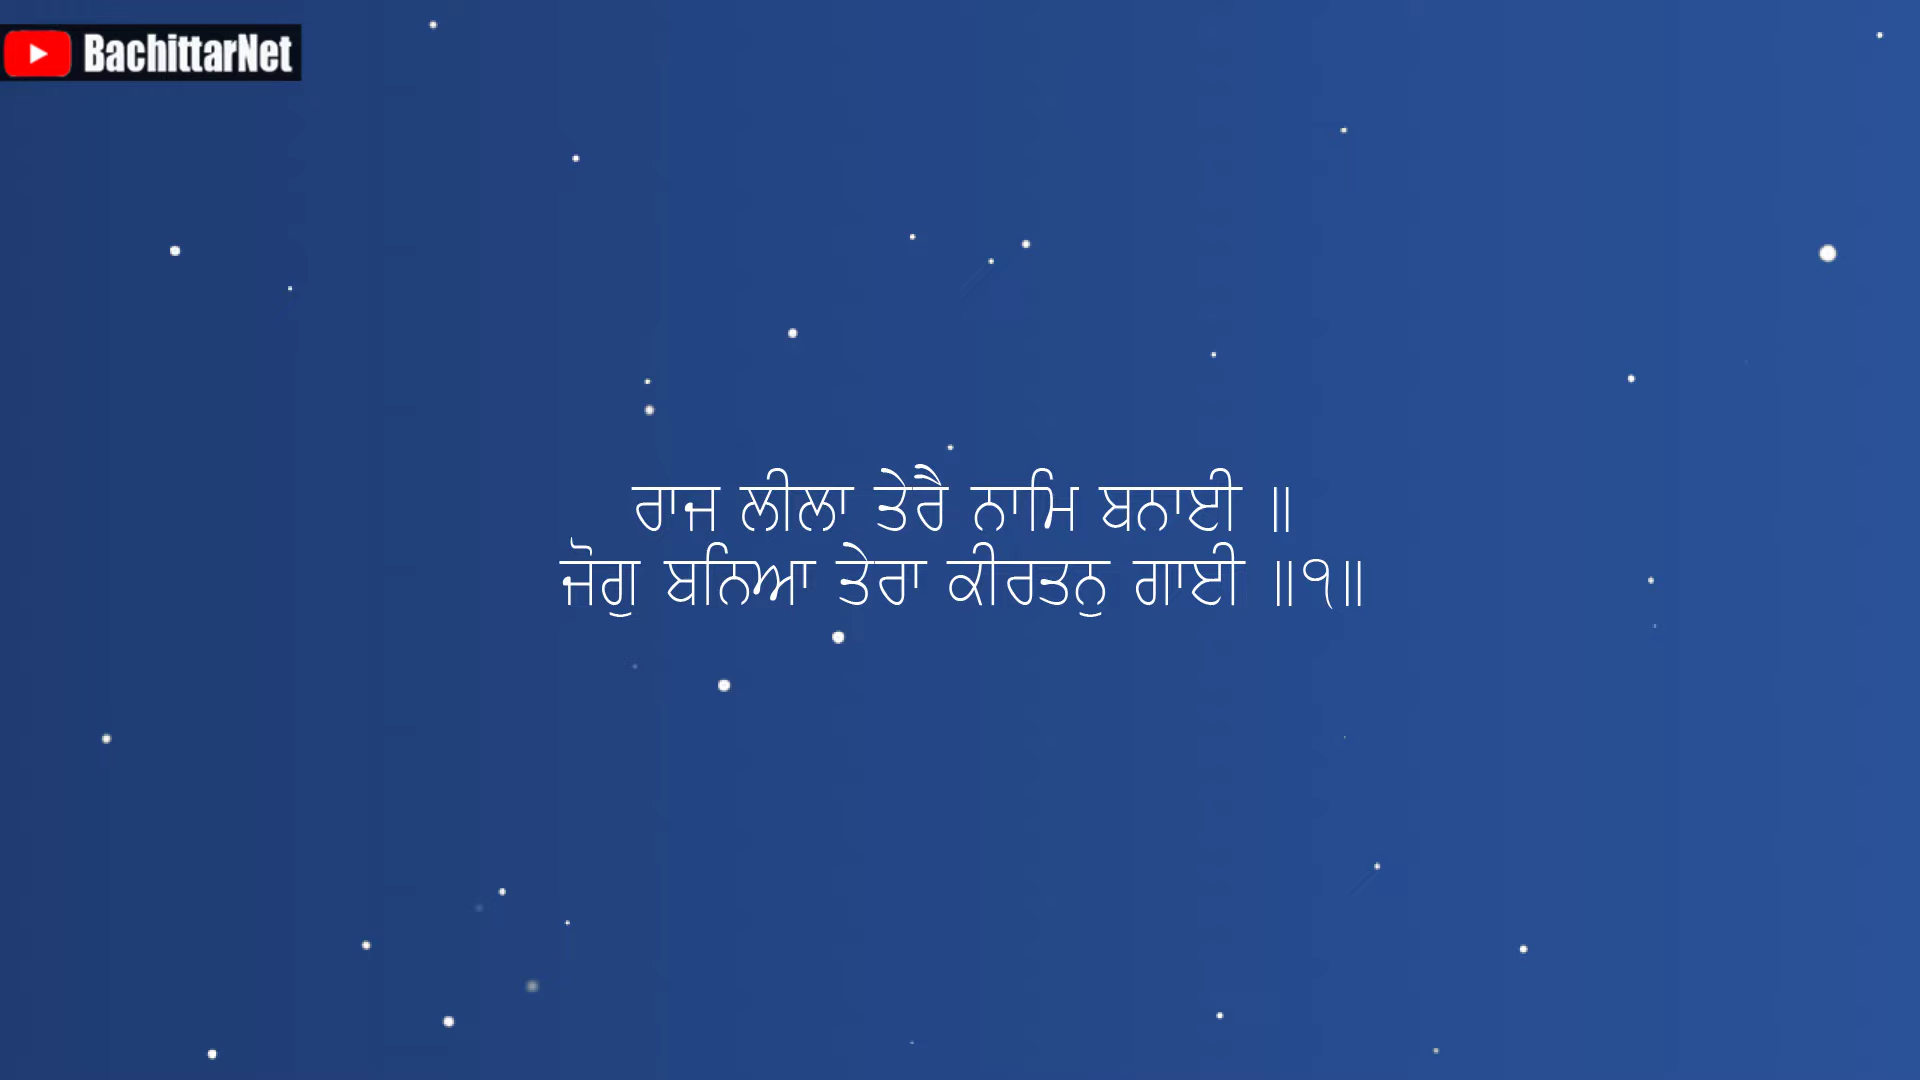 BachittarNet
ਰਾਜ ਲੀਲਾ ਤੇਰੈ ਨਾਮਿ ਬਨਾਈ ॥
ਜੋਗੁ ਬਨਿਆ ਤੇਰਾ ਕੀਰਤਨੁ ਗਾਈ ॥੧॥